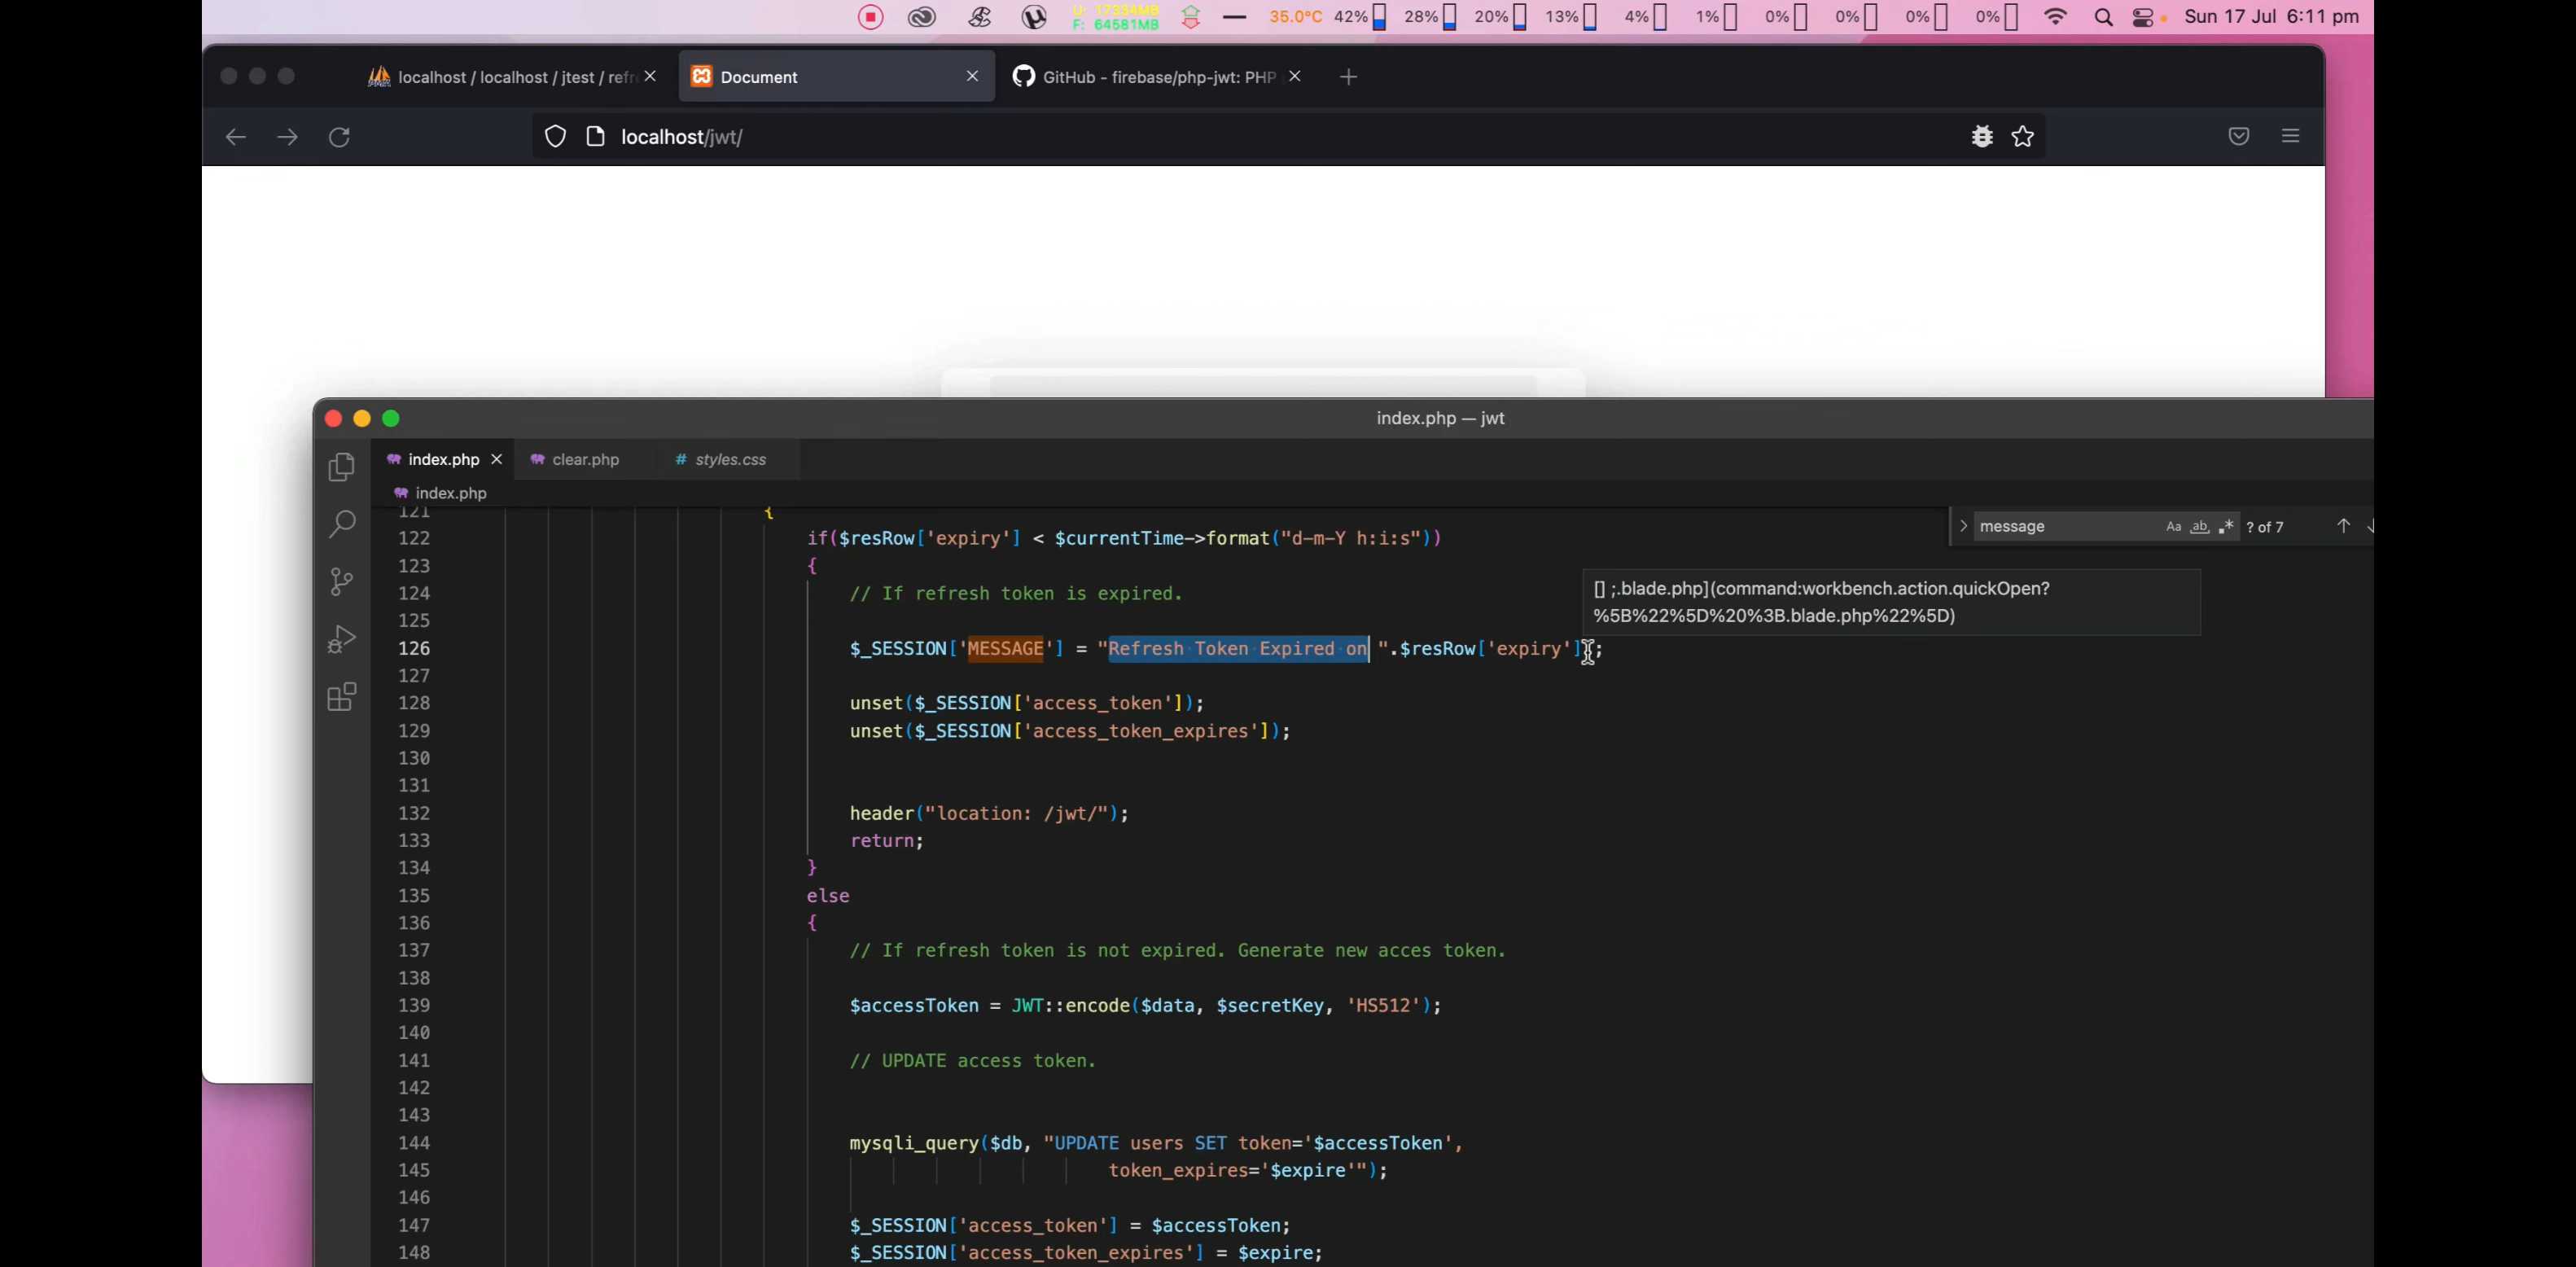 U: 17334MB
F: 64581MB
35.0°C 42% 28% 20% 13% 4% 1% 0% 0% 0% 0% Sun 17 Jul 6:11 pm
localhost / localhost / jtest / refr
Document
GitHub - firebase/php-jwt: PHP
localhost/jwt/
index.php — jwt
index.php
clear.php
# styles.css
index.php
message
Aa ab, .* ? of 7
121 {
122 if($resRow['expiry'] < $currentTime->format("d-m-Y h:i:s"))
123 {
124 // If refresh token is expired.
[] ;.blade.php](command:workbench.action.quickOpen?
%5B%22%5D%20%3B.blade.php%22%5D)
125
126 $_SESSION['MESSAGE'] = "Refresh Token Expired on ".$resRow['expiry'];
127
128 unset($_SESSION['access_token']);
129 unset($_SESSION['access_token_expires']);
130
131
132 header("location: /jwt/");
133 return;
134 }
135 else
136 {
137 // If refresh token is not expired. Generate new acces token.
138
139 $accessToken = JWT::encode($data, $secretKey, 'HS512');
140
141 // UPDATE access token.
142
143
144 mysqli_query($db, "UPDATE users SET token='$accessToken',
145 token_expires='$expire'");
146
147 $_SESSION['access_token'] = $accessToken;
148 $_SESSION['access_token_expires'] = $expire;